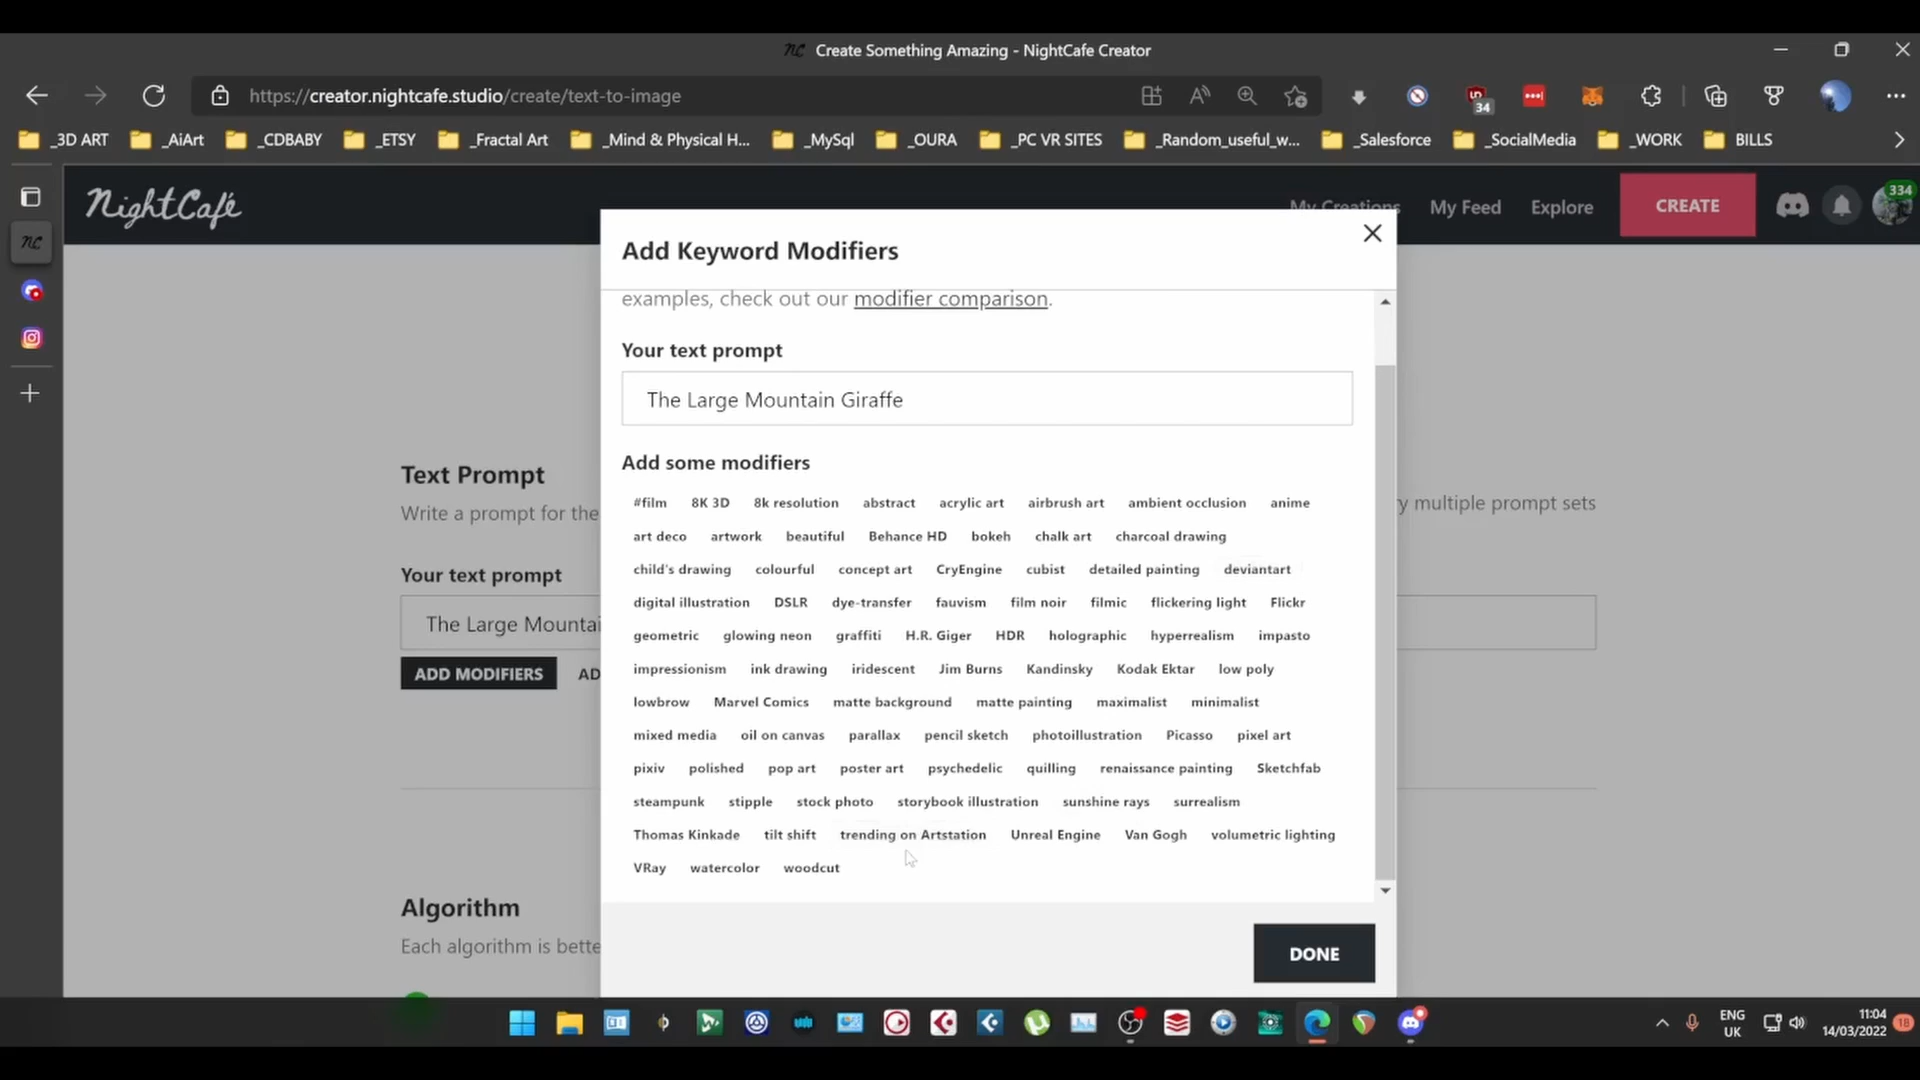 Create Something Amazing - NightCafe Creator
https://creator.nightcafe.studio/create/text-to-image
34
_3D ART _AiArt _CDBABY _ETSY _Fractal Art _Mind & Physical H... _MySql _OURA _PC VR SITES _Random_useful_w... _Salesforce _SocialMedia _WORK BILLS
NightCafé
My Creations My Feed Explore CREATE 334
Add Keyword Modifiers
examples, check out our modifier comparison.
Your text prompt
The Large Mountain Giraffe
Add some modifiers
#film 8K 3D 8k resolution abstract acrylic art airbrush art ambient occlusion anime
art deco artwork beautiful Behance HD bokeh chalk art charcoal drawing
child's drawing colourful concept art CryEngine cubist detailed painting deviantart
digital illustration DSLR dye-transfer fauvism film noir filmic flickering light Flickr
geometric glowing neon graffiti H.R. Giger HDR holographic hyperrealism impasto
impressionism ink drawing iridescent Jim Burns Kandinsky Kodak Ektar low poly
lowbrow Marvel Comics matte background matte painting maximalist minimalist
mixed media oil on canvas parallax pencil sketch photoillustration Picasso pixel art
pixiv polished pop art poster art psychedelic quilling renaissance painting Sketchfab
steampunk stipple stock photo storybook illustration sunshine rays surrealism
Thomas Kinkade tilt shift trending on Artstation Unreal Engine Van Gogh volumetric lighting
VRay watercolor woodcut
DONE
Text Prompt
Write a prompt for the
y multiple prompt sets
Your text prompt
The Large Mountai
ADD MODIFIERS AD
Algorithm
Each algorithm is bette
ENG
UK
11:04
14/03/2022
18